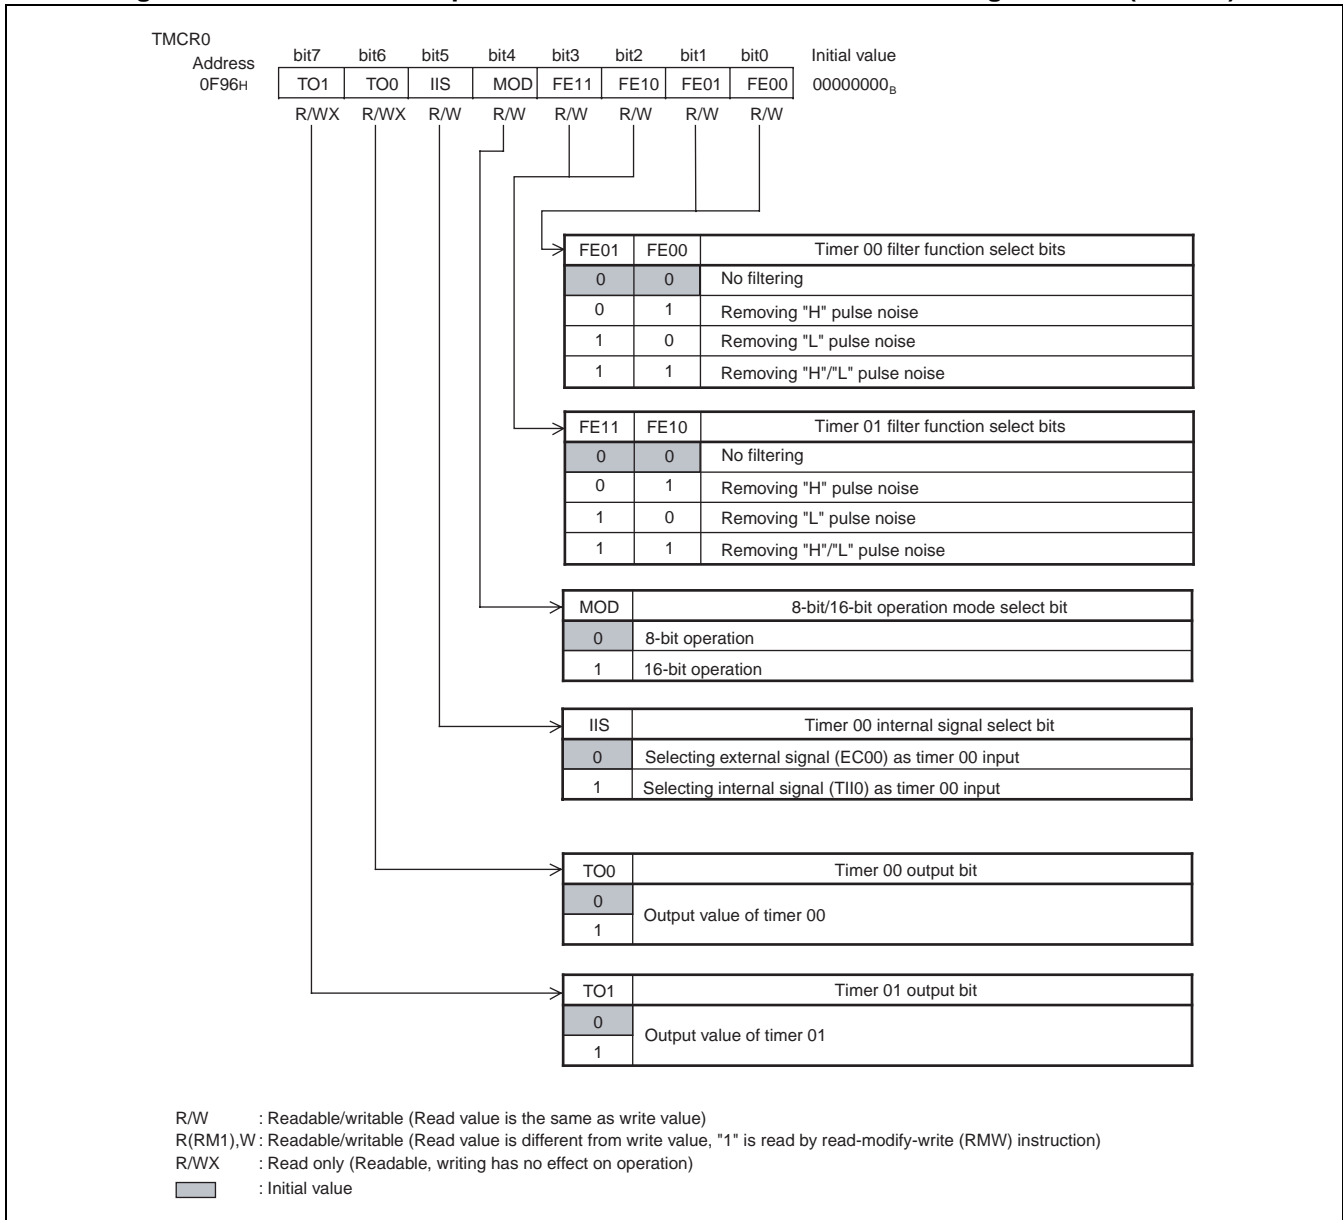 TMCR0
Address bit7 bit6 bit5 bit4 bit3 bit2 bit1 bit0 Initial value
0F96H TO1 TO0 IIS MOD FE11 FE10 FE01 FE00 00000000B
R/WX R/WX R/W R/W R/W R/W R/W R/W
FE01 FE00 Timer 00 filter function select bits
0 0 No filtering
0 1 Removing "H" pulse noise
1 0 Removing "L" pulse noise
1 1 Removing "H"/"L" pulse noise
FE11 FE10 Timer 01 filter function select bits
0 0 No filtering
0 1 Removing "H" pulse noise
1 0 Removing "L" pulse noise
1 1 Removing "H"/"L" pulse noise
MOD 8-bit/16-bit operation mode select bit
0 8-bit operation
1 16-bit operation
IIS Timer 00 internal signal select bit
0 Selecting external signal (EC00) as timer 00 input
1 Selecting internal signal (TII0) as timer 00 input
TO0 Timer 00 output bit
0
Output value of timer 00
1
TO1 Timer 01 output bit
0
Output value of timer 01
1
R/W : Readable/writable (Read value is the same as write value)
R(RM1),W : Readable/writable (Read value is different from write value, "1" is read by read-modify-write (RMW) instruction)
R/WX : Read only (Readable, writing has no effect on operation)
: Initial value